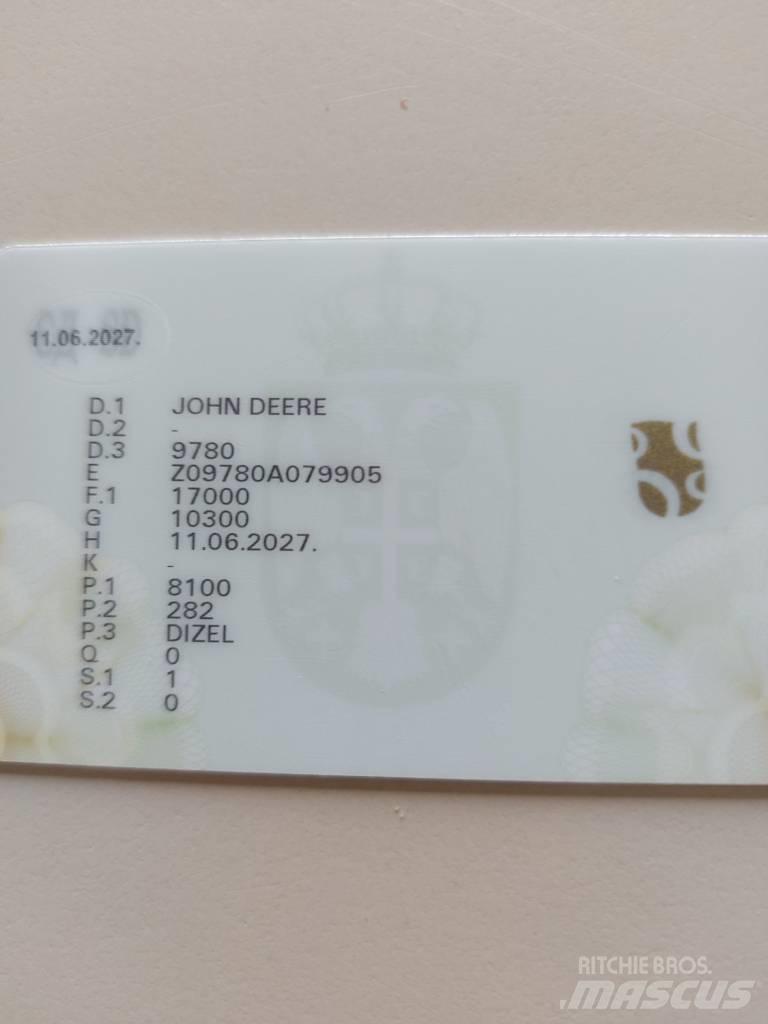 11.06.2027.
D.1 JOHN DEERE
D.2 -
D.3 9780
E Z09780A079905
F.1 17000
G 10300
H 11.06.2027.
K -
P.1 8100
P.2 282
P.3 DIZEL
Q 0
S.1 1
S.2 0
RITCHIE BROS.
MASCUS